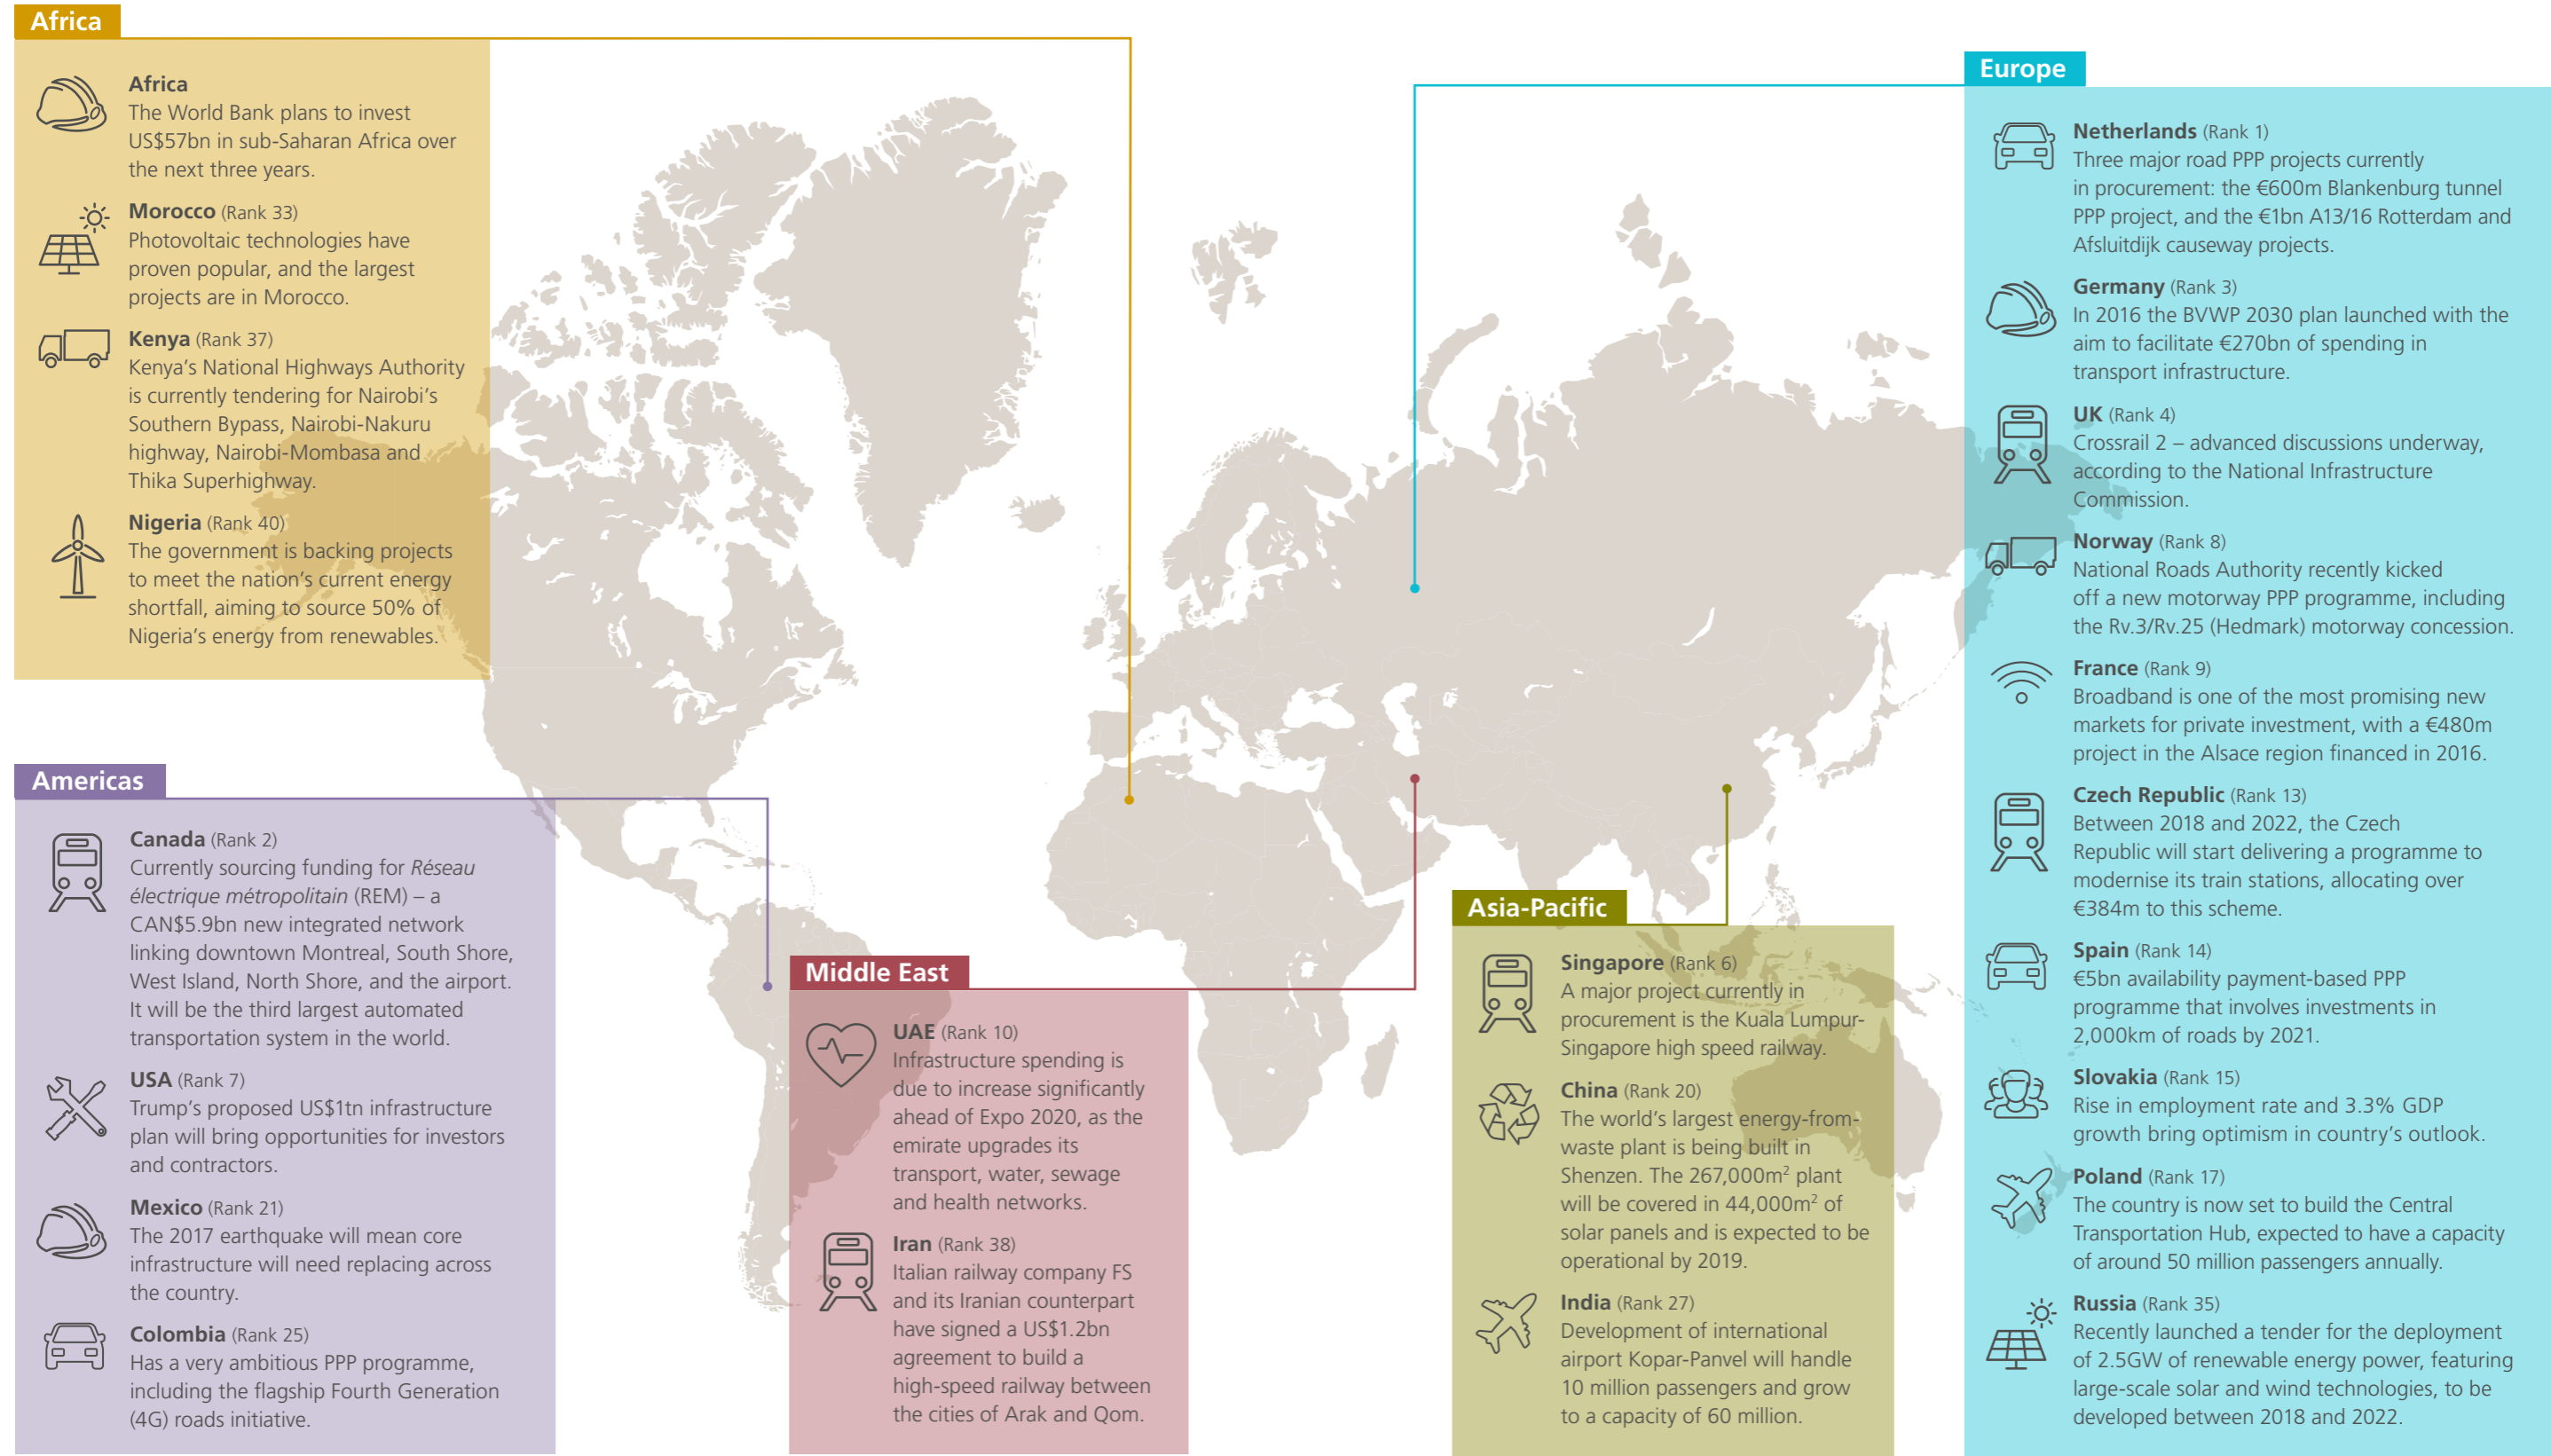 Africa
Africa
The World Bank plans to invest
US$57bn in sub-Saharan Africa over
the next three years.
Morocco (Rank 33)
Photovoltaic technologies have
proven popular, and the largest
projects are in Morocco.
Kenya (Rank 37)
Kenya’s National Highways Authority
is currently tendering for Nairobi’s
Southern Bypass, Nairobi-Nakuru
highway, Nairobi-Mombasa and
Thika Superhighway.
Nigeria (Rank 40)
The government is backing projects
to meet the nation’s current energy
shortfall, aiming to source 50% of
Nigeria’s energy from renewables.
Americas
Canada (Rank 2)
Currently sourcing funding for Réseau
électrique métropolitain (REM) – a
CAN$5.9bn new integrated network
linking downtown Montreal, South Shore,
West Island, North Shore, and the airport.
It will be the third largest automated
transportation system in the world.
USA (Rank 7)
Trump’s proposed US$1tn infrastructure
plan will bring opportunities for investors
and contractors.
Mexico (Rank 21)
The 2017 earthquake will mean core
infrastructure will need replacing across
the country.
Colombia (Rank 25)
Has a very ambitious PPP programme,
including the flagship Fourth Generation
(4G) roads initiative.
Middle East
UAE (Rank 10)
Infrastructure spending is
due to increase significantly
ahead of Expo 2020, as the
emirate upgrades its
transport, water, sewage
and health networks.
Iran (Rank 38)
Italian railway company FS
and its Iranian counterpart
have signed a US$1.2bn
agreement to build a
high-speed railway between
the cities of Arak and Qom.
Asia-Pacific
Singapore (Rank 6)
A major project currently in
procurement is the Kuala Lumpur-
Singapore high speed railway.
China (Rank 20)
The world’s largest energy-from-
waste plant is being built in
Shenzen. The 267,000m² plant
will be covered in 44,000m² of
solar panels and is expected to be
operational by 2019.
India (Rank 27)
Development of international
airport Kopar-Panvel will handle
10 million passengers and grow
to a capacity of 60 million.
Europe
Netherlands (Rank 1)
Three major road PPP projects currently
in procurement: the €600m Blankenburg tunnel
PPP project, and the €1bn A13/16 Rotterdam and
Afsluitdijk causeway projects.
Germany (Rank 3)
In 2016 the BVWP 2030 plan launched with the
aim to facilitate €270bn of spending in
transport infrastructure.
UK (Rank 4)
Crossrail 2 – advanced discussions underway,
according to the National Infrastructure
Commission.
Norway (Rank 8)
National Roads Authority recently kicked
off a new motorway PPP programme, including
the Rv.3/Rv.25 (Hedmark) motorway concession.
France (Rank 9)
Broadband is one of the most promising new
markets for private investment, with a €480m
project in the Alsace region financed in 2016.
Czech Republic (Rank 13)
Between 2018 and 2022, the Czech
Republic will start delivering a programme to
modernise its train stations, allocating over
€384m to this scheme.
Spain (Rank 14)
€5bn availability payment-based PPP
programme that involves investments in
2,000km of roads by 2021.
Slovakia (Rank 15)
Rise in employment rate and 3.3% GDP
growth bring optimism in country’s outlook.
Poland (Rank 17)
The country is now set to build the Central
Transportation Hub, expected to have a capacity
of around 50 million passengers annually.
Russia (Rank 35)
Recently launched a tender for the deployment
of 2.5GW of renewable energy power, featuring
large-scale solar and wind technologies, to be
developed between 2018 and 2022.